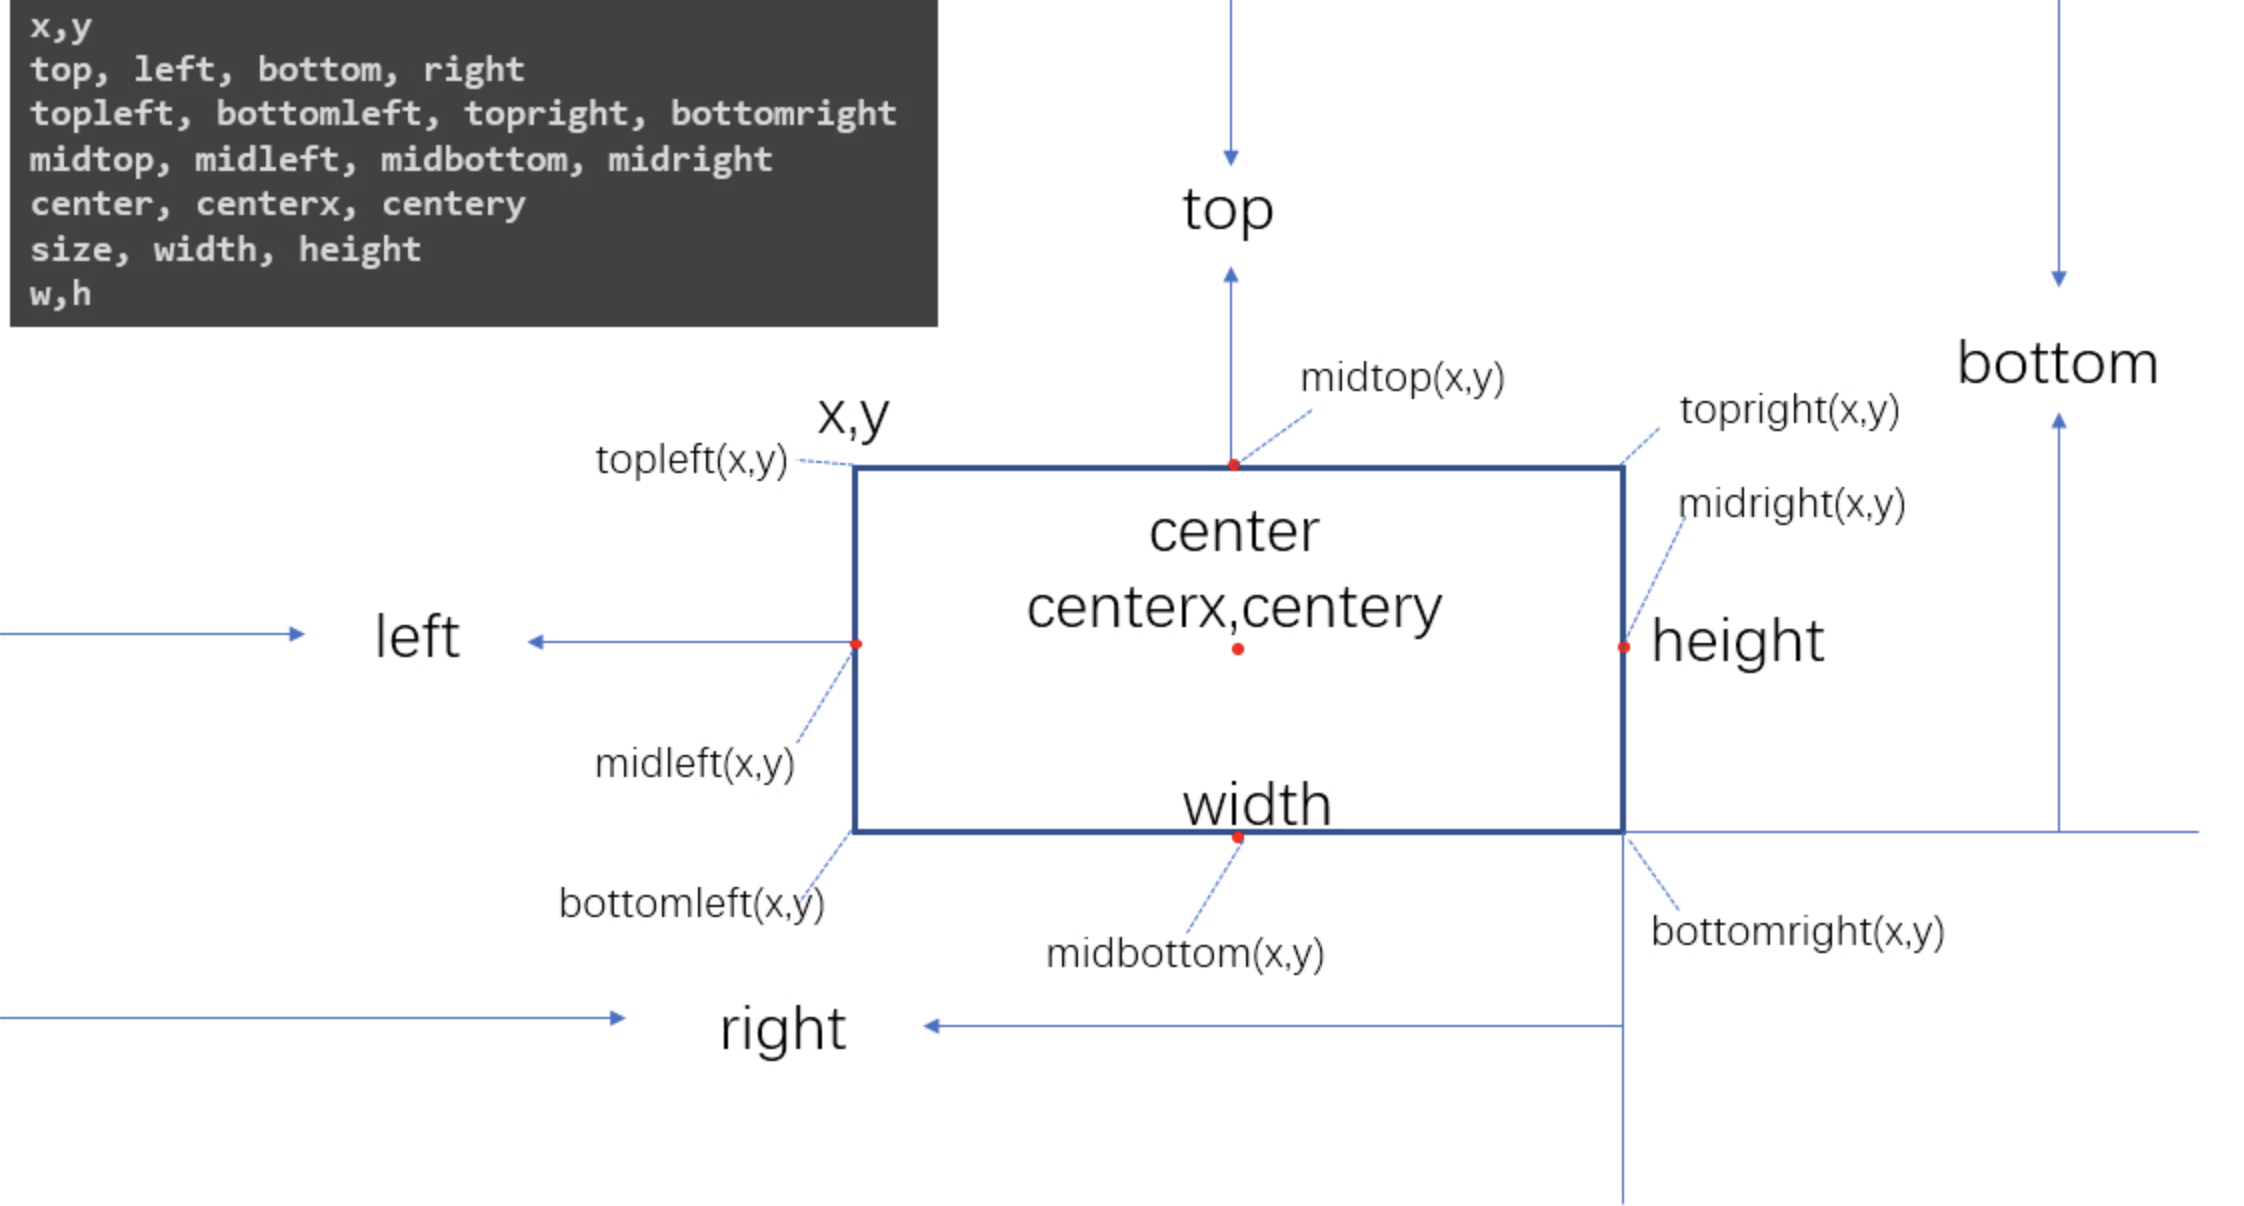 x,y
top, left, bottom, right
topleft, bottomleft, topright, bottomright
midtop, midleft, midbottom, midright
center, centerx, centery
size, width, height
w,h
top
bottom
midtop(x,y)
x,y
topright(x,y)
topleft(x,y)
midright(x,y)
center
centerx,centery
left
height
midleft(x,y)
width
bottomleft(x,y)
midbottom(x,y)
bottomright(x,y)
right